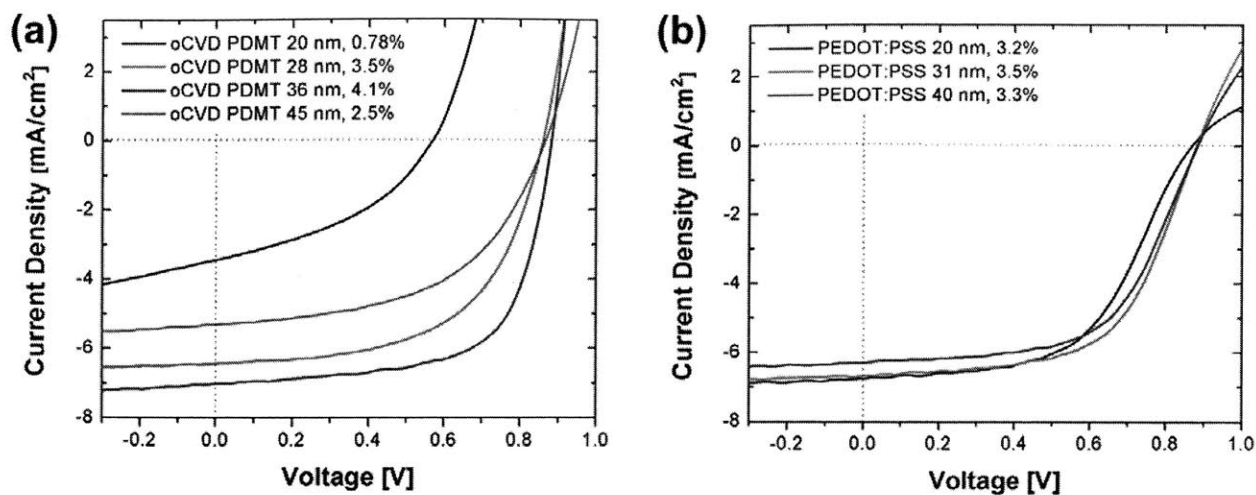 (a)
oCVD PDMT 20 nm, 0.78%
oCVD PDMT 28 nm, 3.5%
oCVD PDMT 36 nm, 4.1%
oCVD PDMT 45 nm, 2.5%
2
0
-2
-4
-6
-8
Current Density [mA/cm²]
-0.2
0.0
0.2
0.4
0.6
0.8
1.0
Voltage [V]
(b)
PEDOT:PSS 20 nm, 3.2%
PEDOT:PSS 31 nm, 3.5%
PEDOT:PSS 40 nm, 3.3%
2
0
-2
-4
-6
-8
Current Density [mA/cm²]
-0.2
0.0
0.2
0.4
0.6
0.8
1.0
Voltage [V]